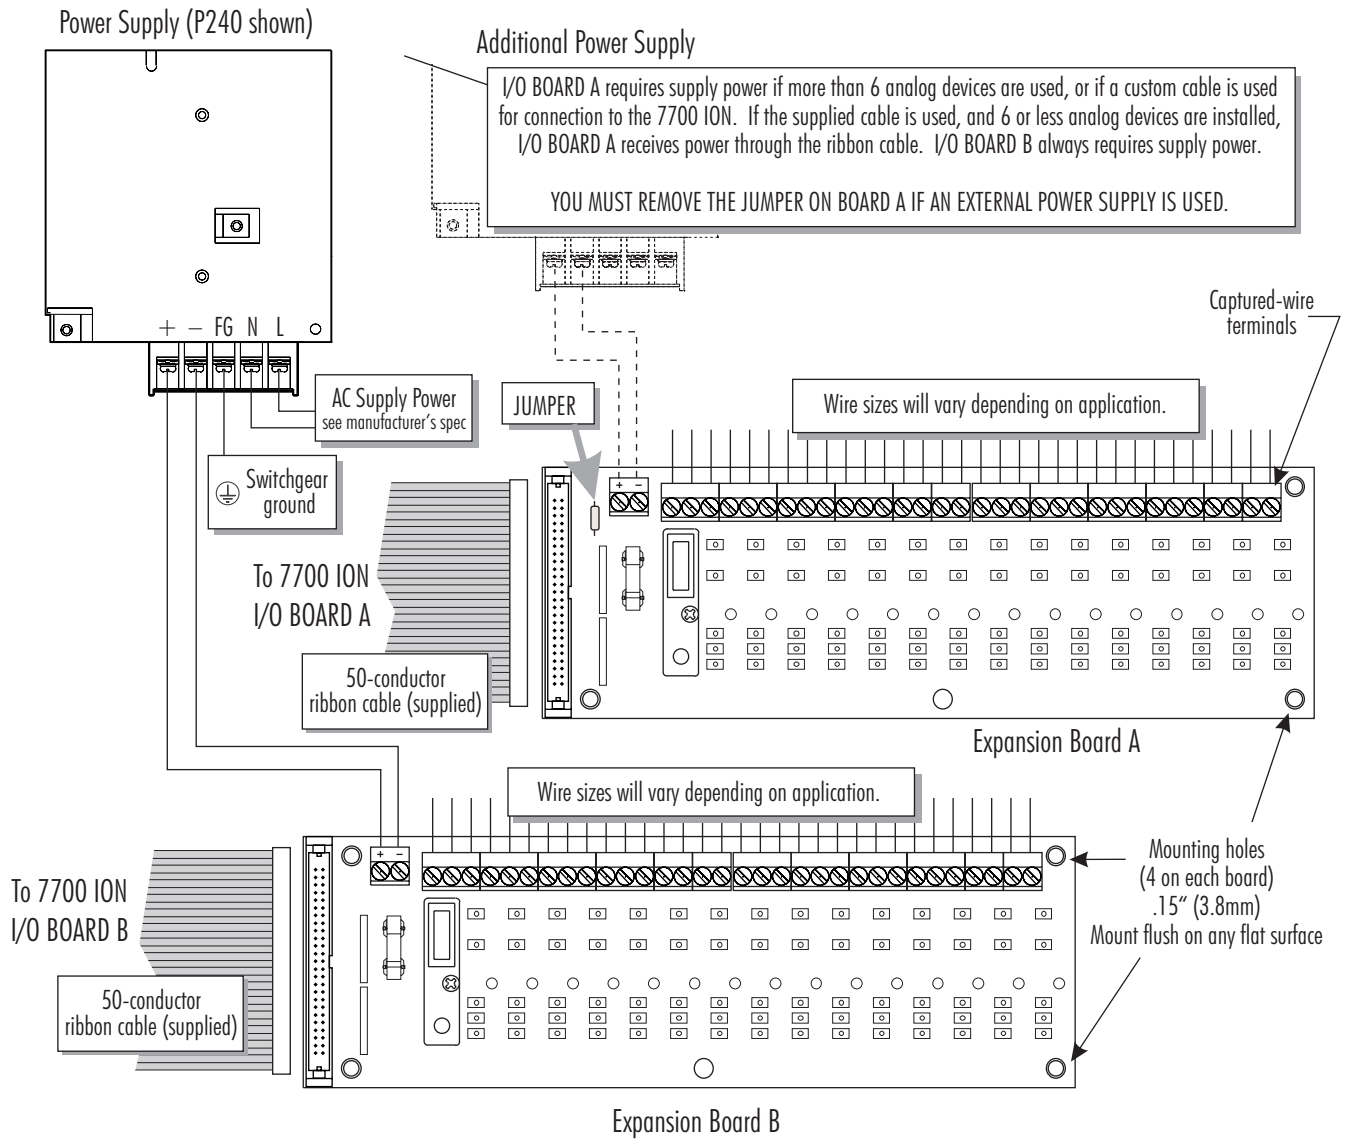 Power Supply (P240 shown)
Additional Power Supply
I/O BOARD A requires supply power if more than 6 analog devices are used, or if a custom cable is used
for connection to the 7700 ION. If the supplied cable is used, and 6 or less analog devices are installed,
I/O BOARD A receives power through the ribbon cable. I/O BOARD B always requires supply power.
YOU MUST REMOVE THE JUMPER ON BOARD A IF AN EXTERNAL POWER SUPPLY IS USED.
+ − FG N L
Captured-wire
terminals
AC Supply Power
see manufacturer's spec
JUMPER
Wire sizes will vary depending on application.
Switchgear
ground
+ −
To 7700 ION
I/O BOARD A
50-conductor
ribbon cable (supplied)
Expansion Board A
Wire sizes will vary depending on application.
+ −
To 7700 ION
I/O BOARD B
Mounting holes
(4 on each board)
.15“ (3.8mm)
Mount flush on any flat surface
50-conductor
ribbon cable (supplied)
Expansion Board B